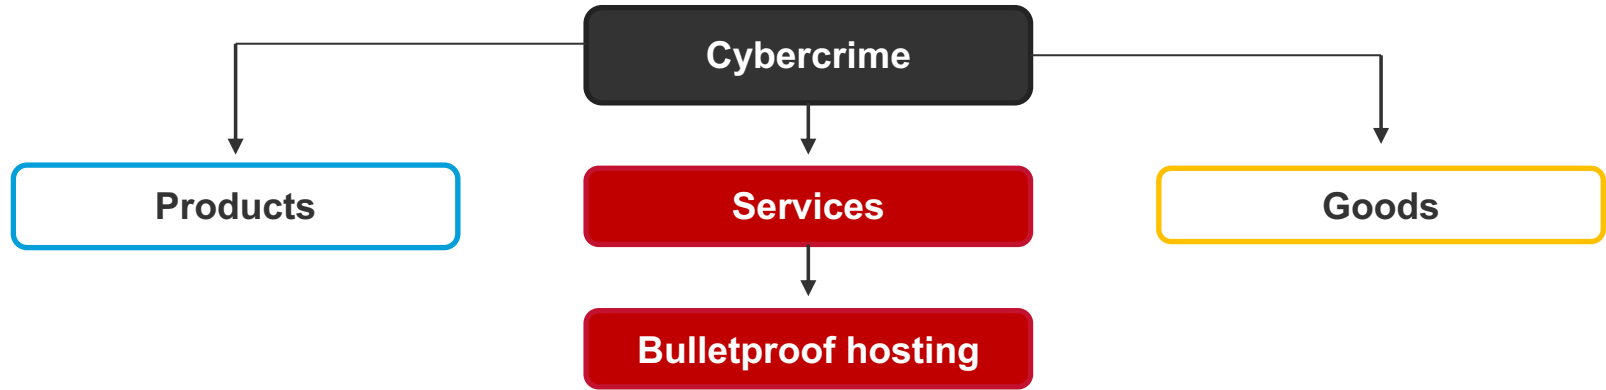 Cybercrime
Products
Services
Goods
Bulletproof hosting